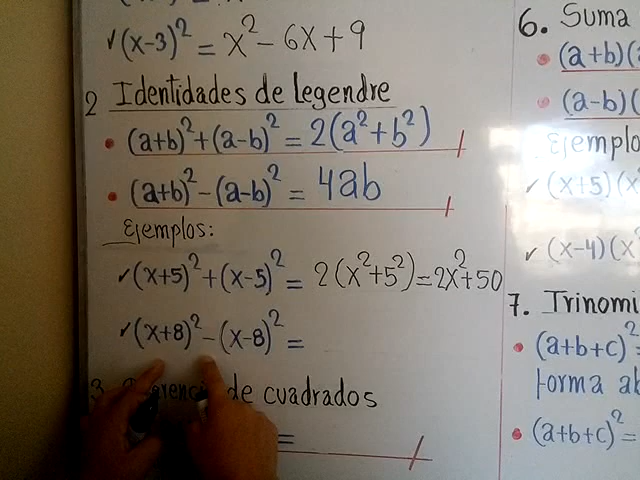 ✓(x-3)² = x² - 6x + 9
2 Identidades de Legendre
• (a+b)²+(a-b)² = 2(a²+b²)
• (a+b)²-(a-b)² = 4ab
Ejemplos:
✓(x+5)²+(x-5)² = 2(x²+5²)=2x²+50
✓(x+8)²-(x-8)² =
3. de cuadrados
=
6. Suma
• (a+b)(
• (a-b)(
Ejemplo
✓ (x+5)(x
✓ (x-4)(x
7. Trinomi
• (a+b+c)² =
forma ab
• (a+b+c)² =